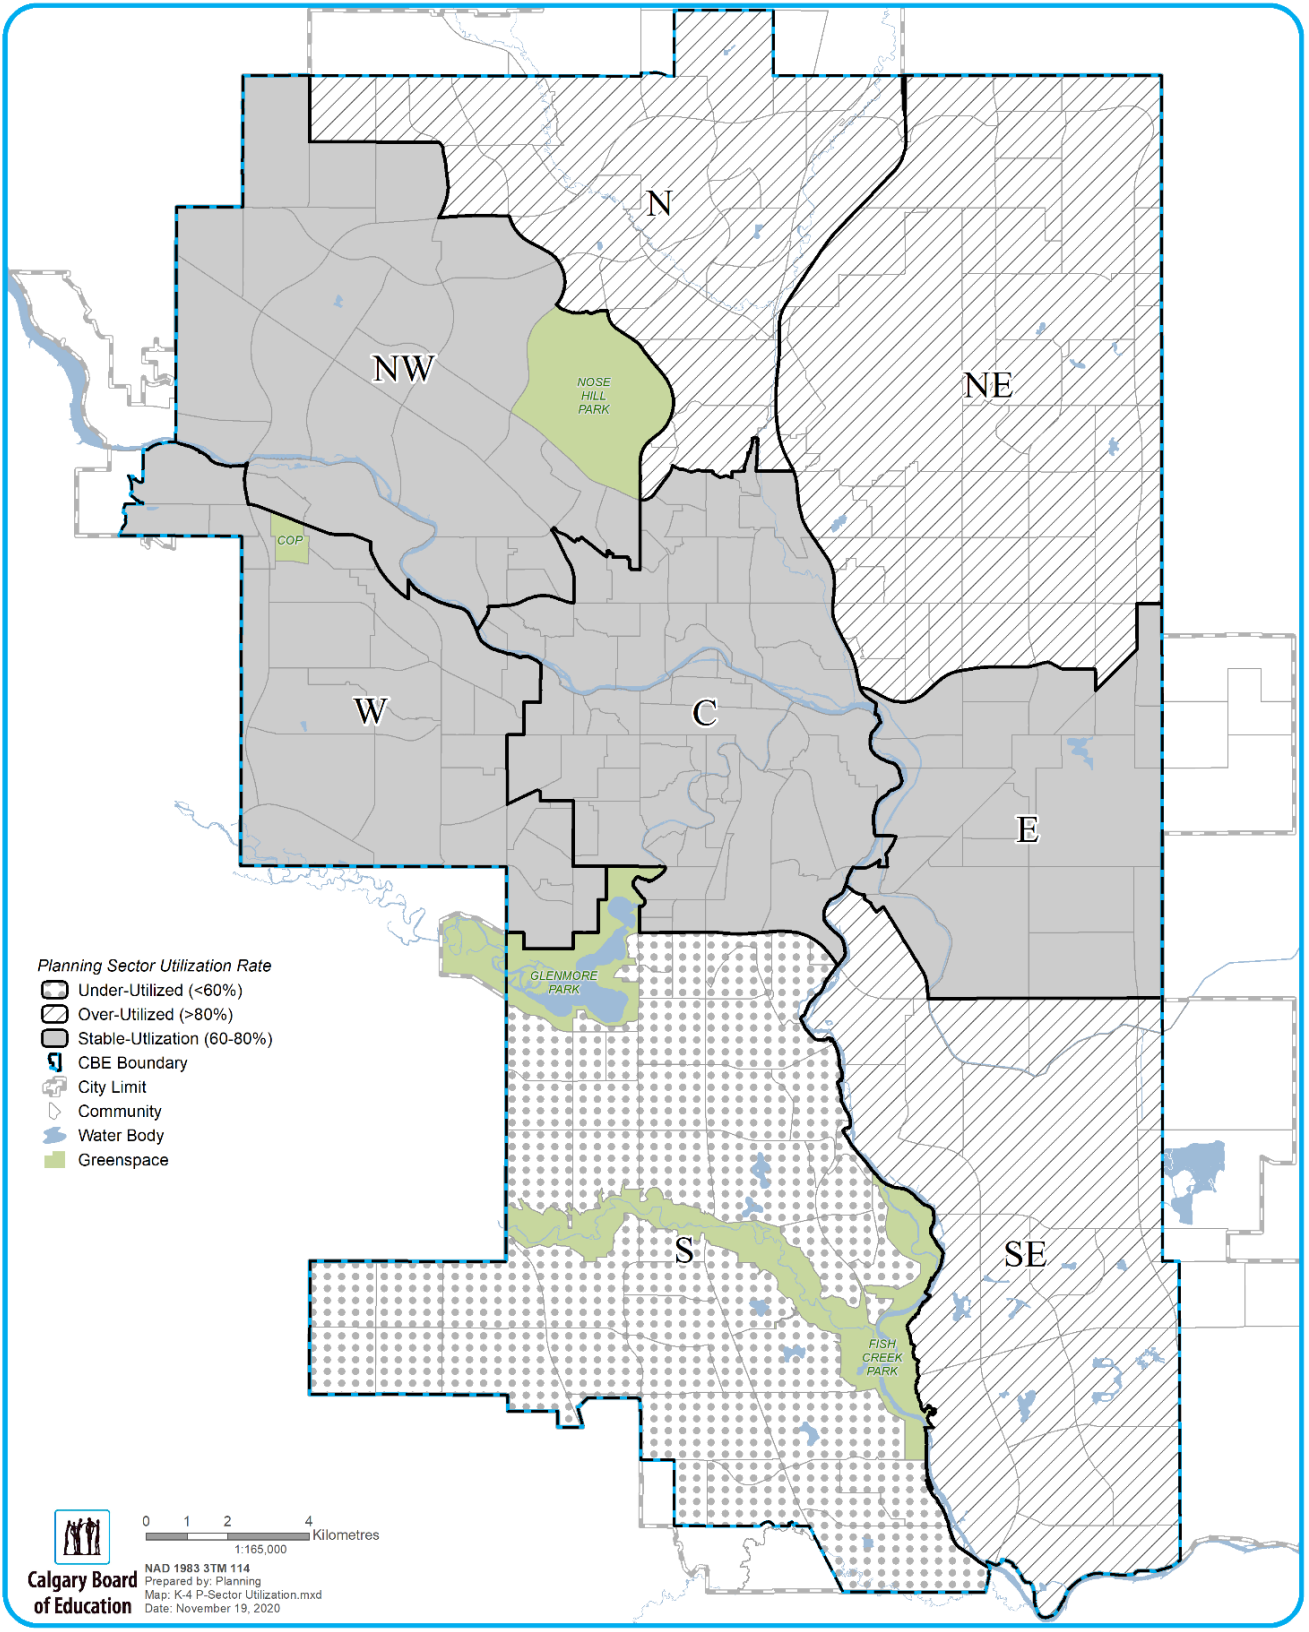 N
NW
NE
NOSE
HILL
PARK
COP
W
C
E
GLENMORE
PARK
Planning Sector Utilization Rate
Under-Utilized (<60%)
Over-Utilized (>80%)
Stable-Utlization (60-80%)
CBE Boundary
City Limit
Community
Water Body
Greenspace
S
SE
FISH
CREEK
PARK
0 1 2 4
Kilometres
1:165,000
Calgary Board
of Education
NAD 1983 3TM 114
Prepared by: Planning
Map: K-4 P-Sector Utilization.mxd
Date: November 19, 2020